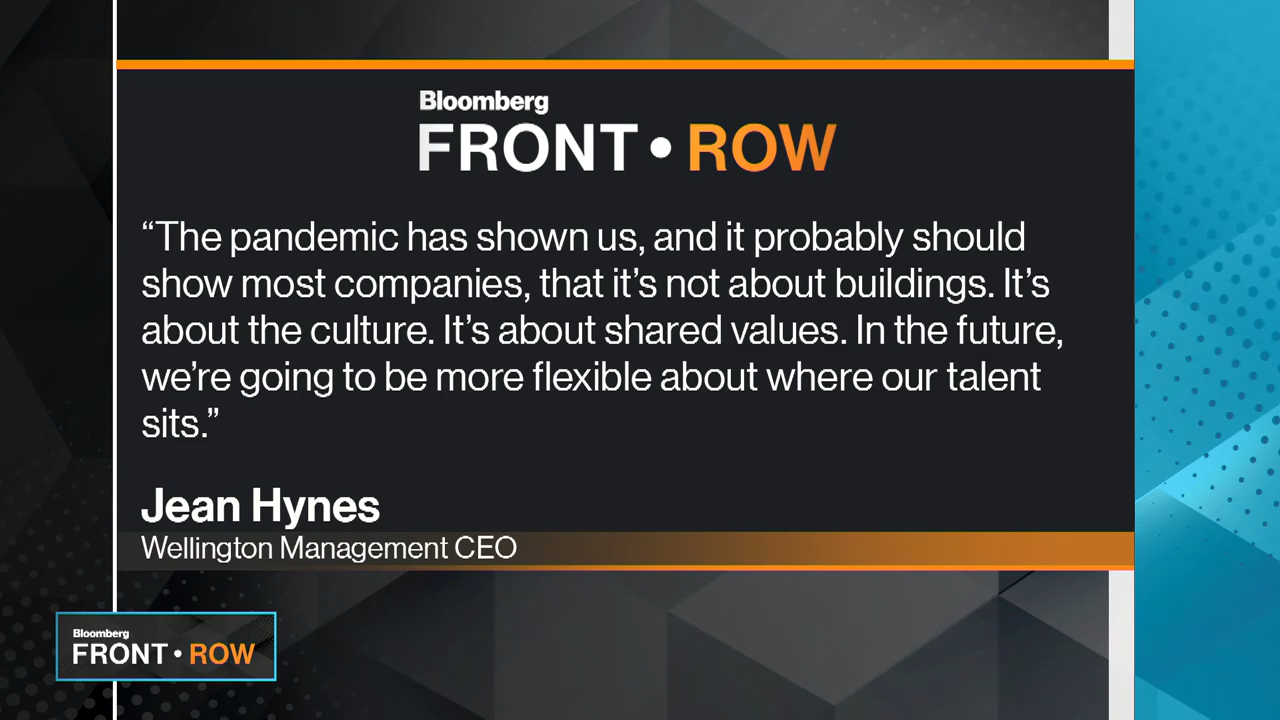 Bloomberg
FRONT • ROW
“The pandemic has shown us, and it probably should
show most companies, that it’s not about buildings. It’s
about the culture. It’s about shared values. In the future,
we’re going to be more flexible about where our talent
sits.”
Jean Hynes
Wellington Management CEO
Bloomberg
FRONT • ROW